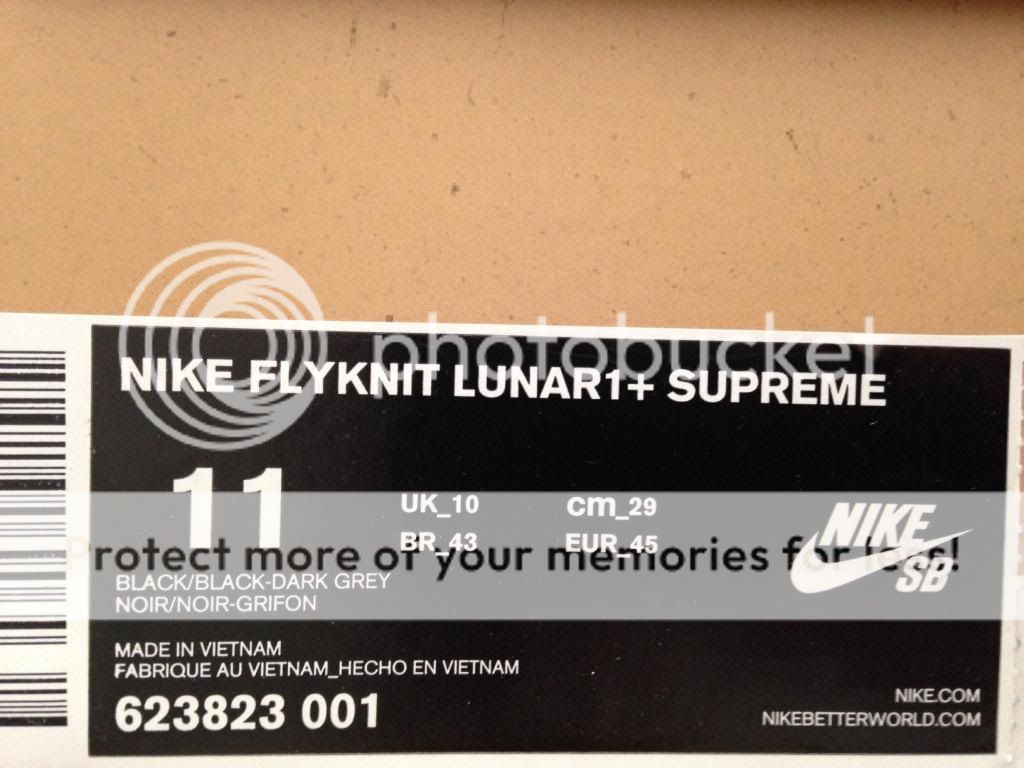 photobucket
NIKE FLYKNIT LUNAR1+ SUPREME
11
UK_10 cm_29
BR_43 EUR_45
NIKE
SB
Protect more of your memories for less!
BLACK/BLACK-DARK GREY
NOIR/NOIR-GRIFON
MADE IN VIETNAM
FABRIQUE AU VIETNAM_HECHO EN VIETNAM
623823 001
NIKE.COM
NIKEBETTERWORLD.COM